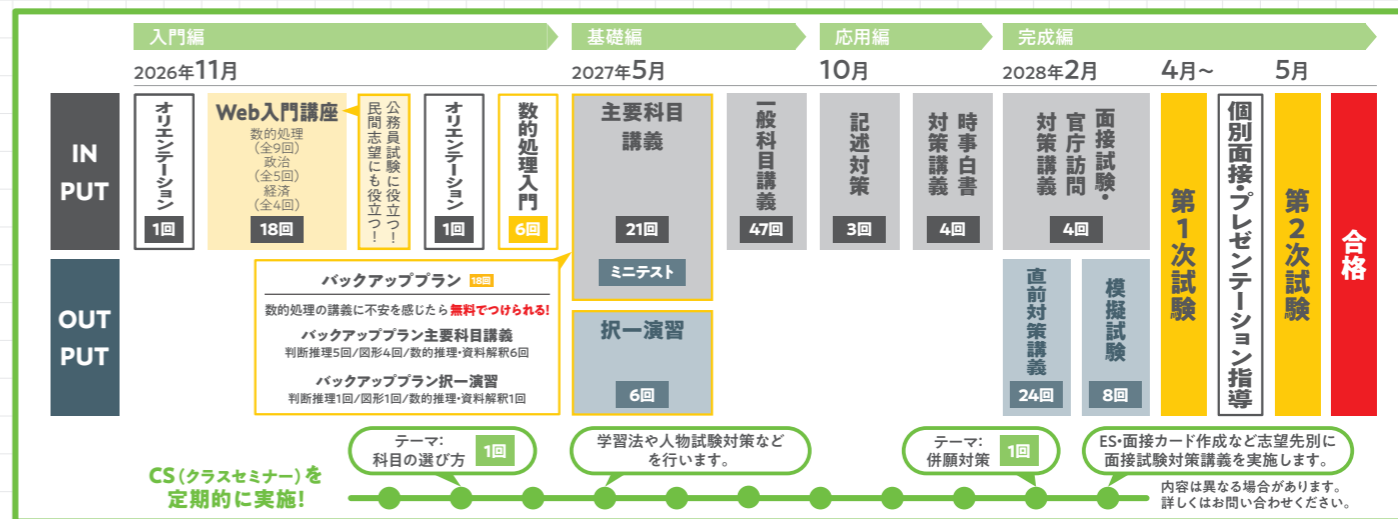 入門編
基礎編
応用編
完成編
2026年11月
2027年5月
10月
2028年2月
4月～
5月
IN
PUT
オリエンテーション
1回
Web入門講座
数的処理
(全9回)
政治
(全5回)
経済
(全4回)
18回
公務員試験に役立つ!
民間志望にも役立つ!
オリエンテーション
1回
数的処理入門
6回
主要科目
講義
21回
ミニテスト
一般科目講義
47回
記述対策
3回
時事白書
対策講義
4回
面接試験・
官庁訪問
対策講義
4回
第1次試験
個別面接・プレゼンテーション指導
第2次試験
合格
OUT
PUT
バックアッププラン 18回
数的処理の講義に不安を感じたら無料でつけられる!
バックアッププラン主要科目講義
判断推理5回/図形4回/数的推理・資料解釈6回
バックアッププラン択一演習
判断推理1回/図形1回/数的推理・資料解釈1回
択一演習
6回
直前対策講義
24回
模擬試験
8回
CS(クラスセミナー)を
定期的に実施!
テーマ:
科目の選び方
1回
学習法や人物試験対策など
を行います。
テーマ:
併願対策
1回
ES・面接カード作成など志望先別に
面接試験対策講義を実施します。
内容は異なる場合があります。
詳しくはお問い合わせください。